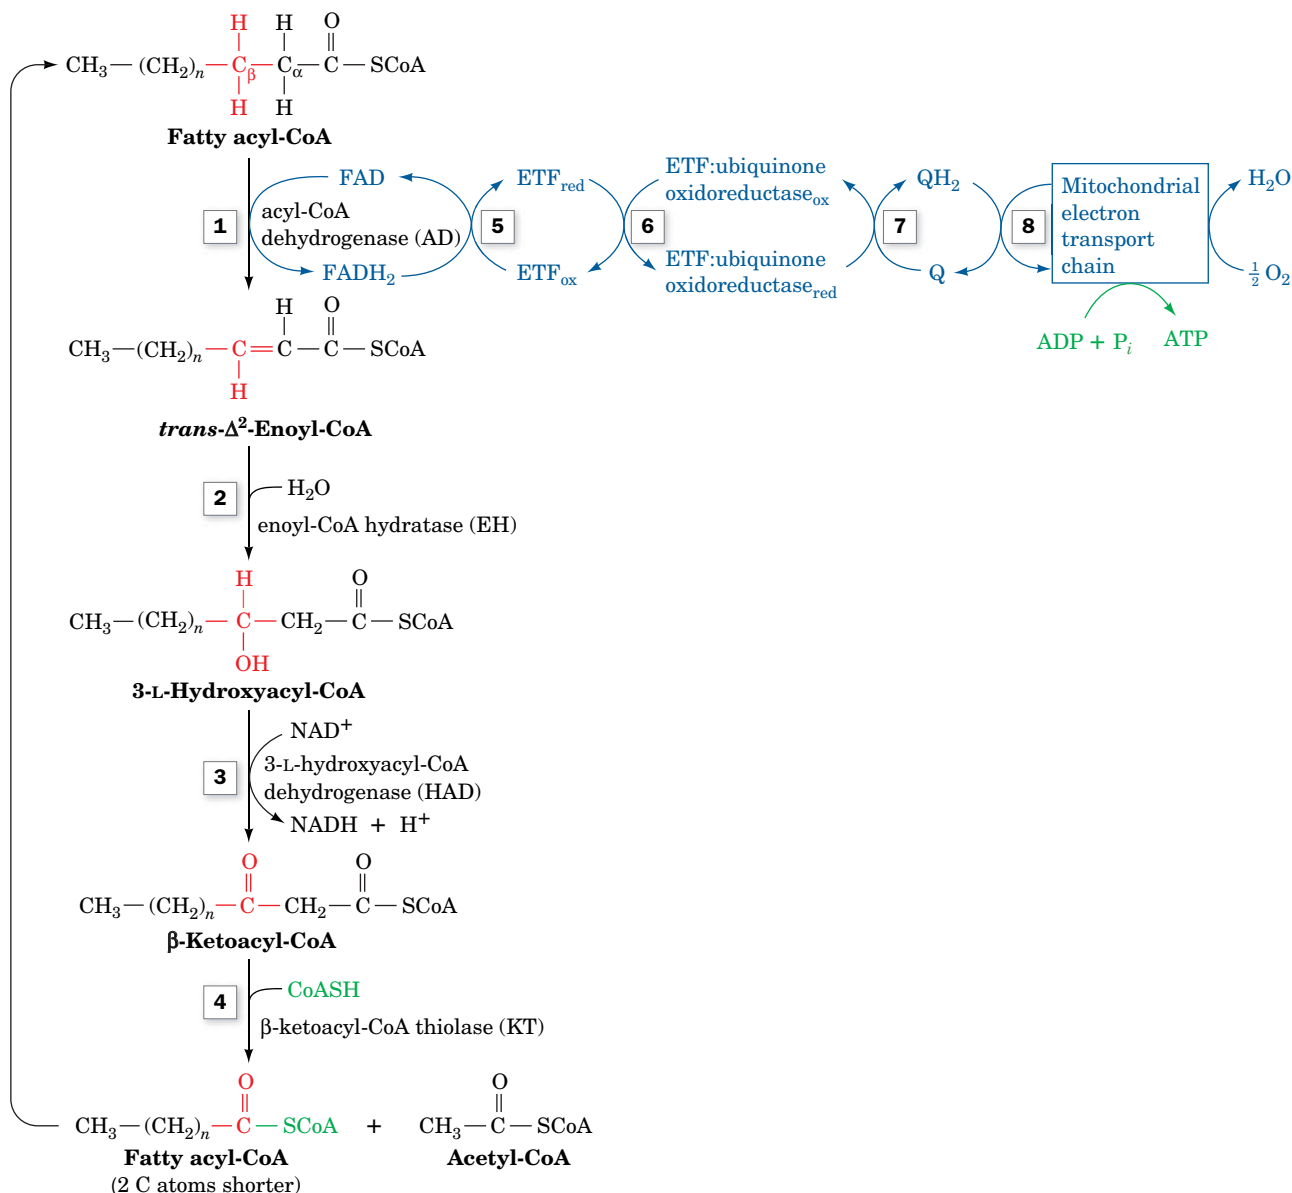 H H O
CH₃—(CH₂)ₙ—Cβ—Cα—C—SCoA
H H
Fatty acyl-CoA
1
FAD
acyl-CoA
dehydrogenase (AD)
FADH₂
5
ETF_red
ETF_ox
6
ETF:ubiquinone
oxidoreductase_ox
ETF:ubiquinone
oxidoreductase_red
7
QH₂
Q
8
Mitochondrial
electron
transport
chain
H₂O
½ O₂
ADP + Pᵢ
ATP
H O
CH₃—(CH₂)ₙ—C=C—C—SCoA
H
trans-Δ²-Enoyl-CoA
2
H₂O
enoyl-CoA hydratase (EH)
H O
CH₃—(CH₂)ₙ—C—CH₂—C—SCoA
OH
3-L-Hydroxyacyl-CoA
3
NAD⁺
3-L-hydroxyacyl-CoA
dehydrogenase (HAD)
NADH + H⁺
O O
CH₃—(CH₂)ₙ—C—CH₂—C—SCoA
β-Ketoacyl-CoA
4
CoASH
β-ketoacyl-CoA thiolase (KT)
O O
CH₃—(CH₂)ₙ—C—SCoA + CH₃—C—SCoA
Fatty acyl-CoA
(2 C atoms shorter)
Acetyl-CoA